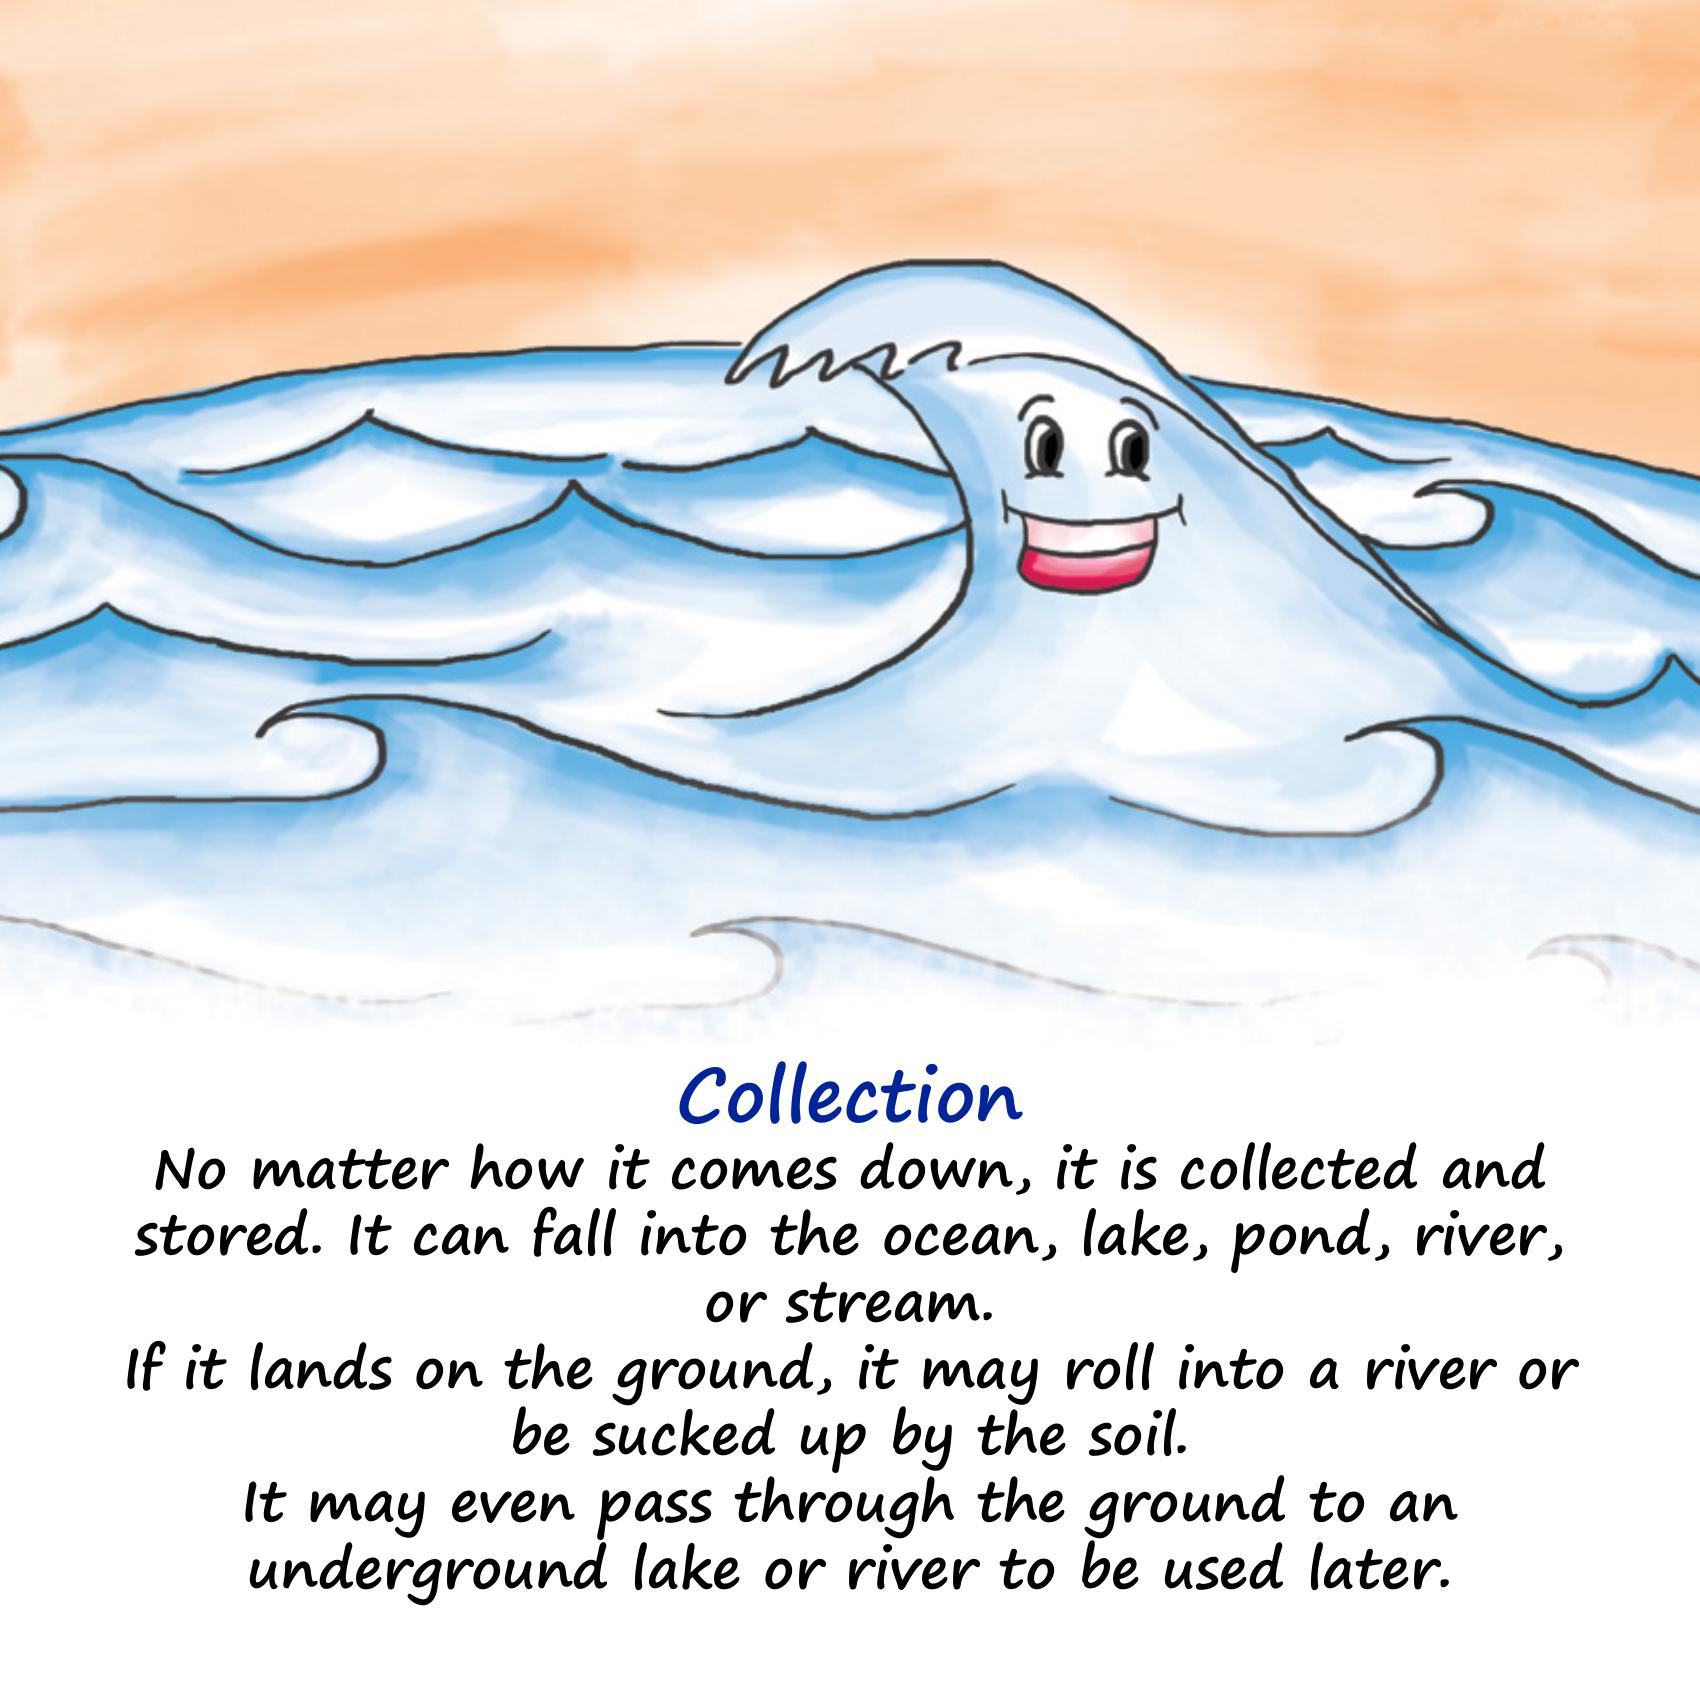 Collection
No matter how it comes down, it is collected and
stored. It can fall into the ocean, lake, pond, river,
or stream.
If it lands on the ground, it may roll into a river or
be sucked up by the soil.
It may even pass through the ground to an
underground lake or river to be used later.